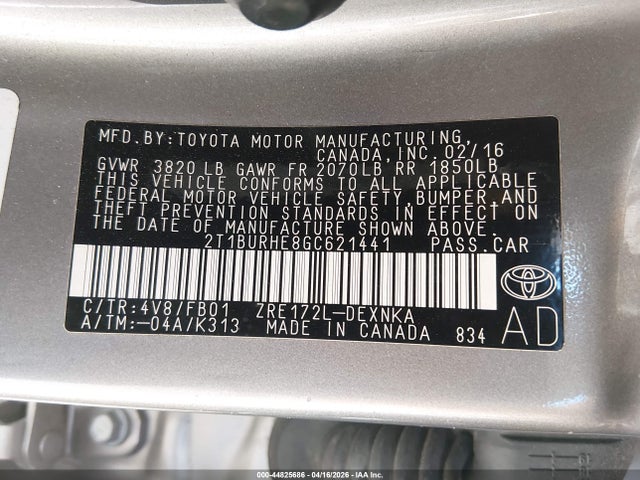 MFD.BY:TOYOTA MOTOR MANUFACTURING,
CANADA,INC. 02/16
GVWR 3820LB GAWR FR 2070LB RR 1850LB
THIS VEHICLE CONFORMS TO ALL APPLICABLE
FEDERAL MOTOR VEHICLE SAFETY, BUMPER, AND
THEFT PREVENTION STANDARDS IN EFFECT ON
THE DATE OF MANUFACTURE SHOWN ABOVE.
2T1BURHE8GC621441 PASS.CAR
C/TR:4V8/FB01 ZRE172L-DEXNKA
A/TM:-04A/K313 MADE IN CANADA 834
AD
000-44825686 - 04/16/2026 - IAA Corp.